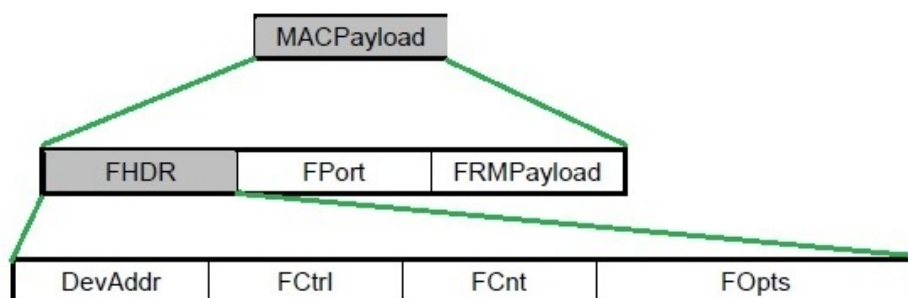 MACPayload
FHDR FPort FRMPayload
DevAddr FCtrl FCnt FOpts